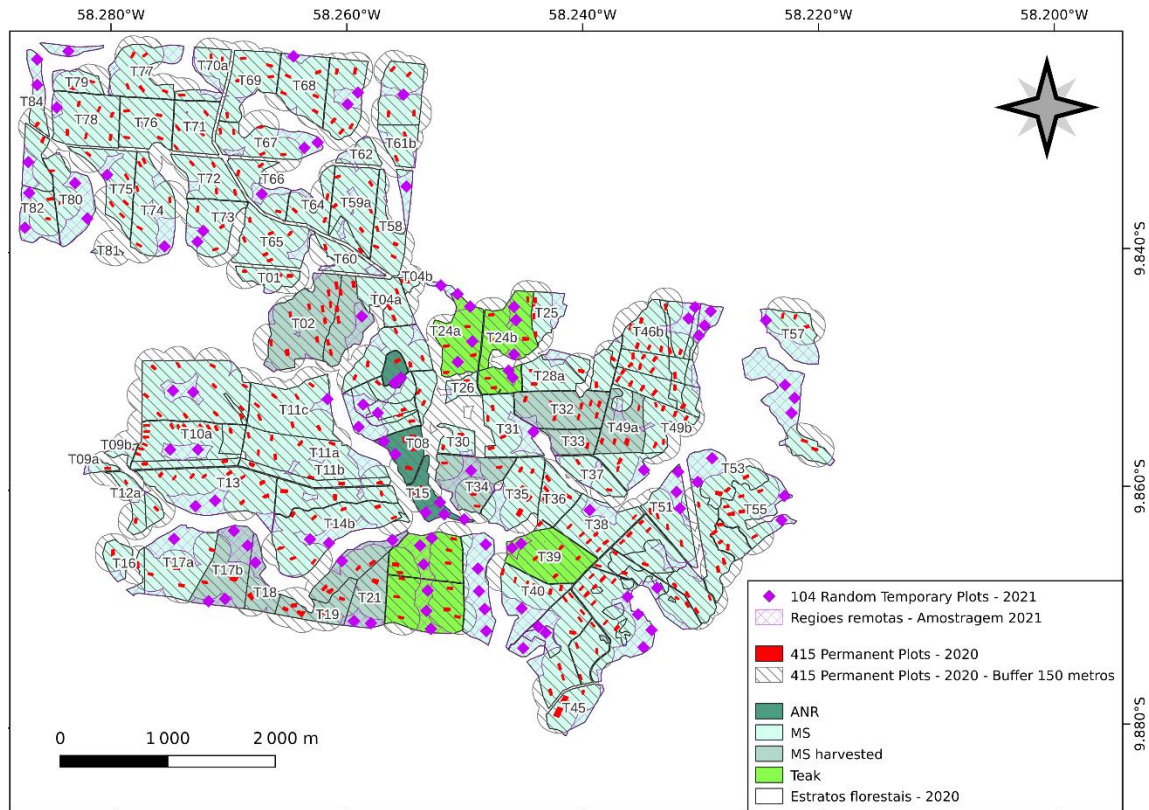 58.280°W 58.260°W 58.240°W 58.220°W 58.200°W
T70a T77 T69 T68 T79 T84
T78 T76 T71 T67 T61b T62
T66 T72 T75 T80 T82 T74 T73 T64 T59a
T58 T65 T81 T60 T01
9.840°S
T04b T04a T02 T24a T24b T25 T46b T57
T28a T26 T11c T32
T10a T31 T49a T49b T33
T09b T11a T08 T30
T09a T11b T37 T53
9.860°S
T12a T13 T15 T34 T35 T36 T51 T55
T14b T38
T16 T17a T17b T39
T18 T21 T40
T19
T45
9.880°S
0 1 000 2 000 m
104 Random Temporary Plots - 2021
Regioes remotas - Amostragem 2021
415 Permanent Plots - 2020
415 Permanent Plots - 2020 - Buffer 150 metros
ANR
MS
MS harvested
Teak
Estratos florestais - 2020